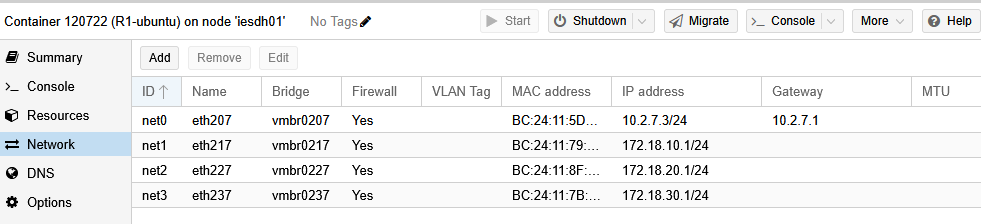 Container 120722 (R1-ubuntu) on node 'iesdh01' No Tags Start Shutdown Migrate Console More Help
Summary
Console
Resources
Network
DNS
Options
Add Remove Edit
ID Name Bridge Firewall VLAN Tag MAC address IP address Gateway MTU
net0 eth207 vmbr0207 Yes BC:24:11:5D... 10.2.7.3/24 10.2.7.1
net1 eth217 vmbr0217 Yes BC:24:11:79:... 172.18.10.1/24
net2 eth227 vmbr0227 Yes BC:24:11:8F:... 172.18.20.1/24
net3 eth237 vmbr0237 Yes BC:24:11:7B:... 172.18.30.1/24